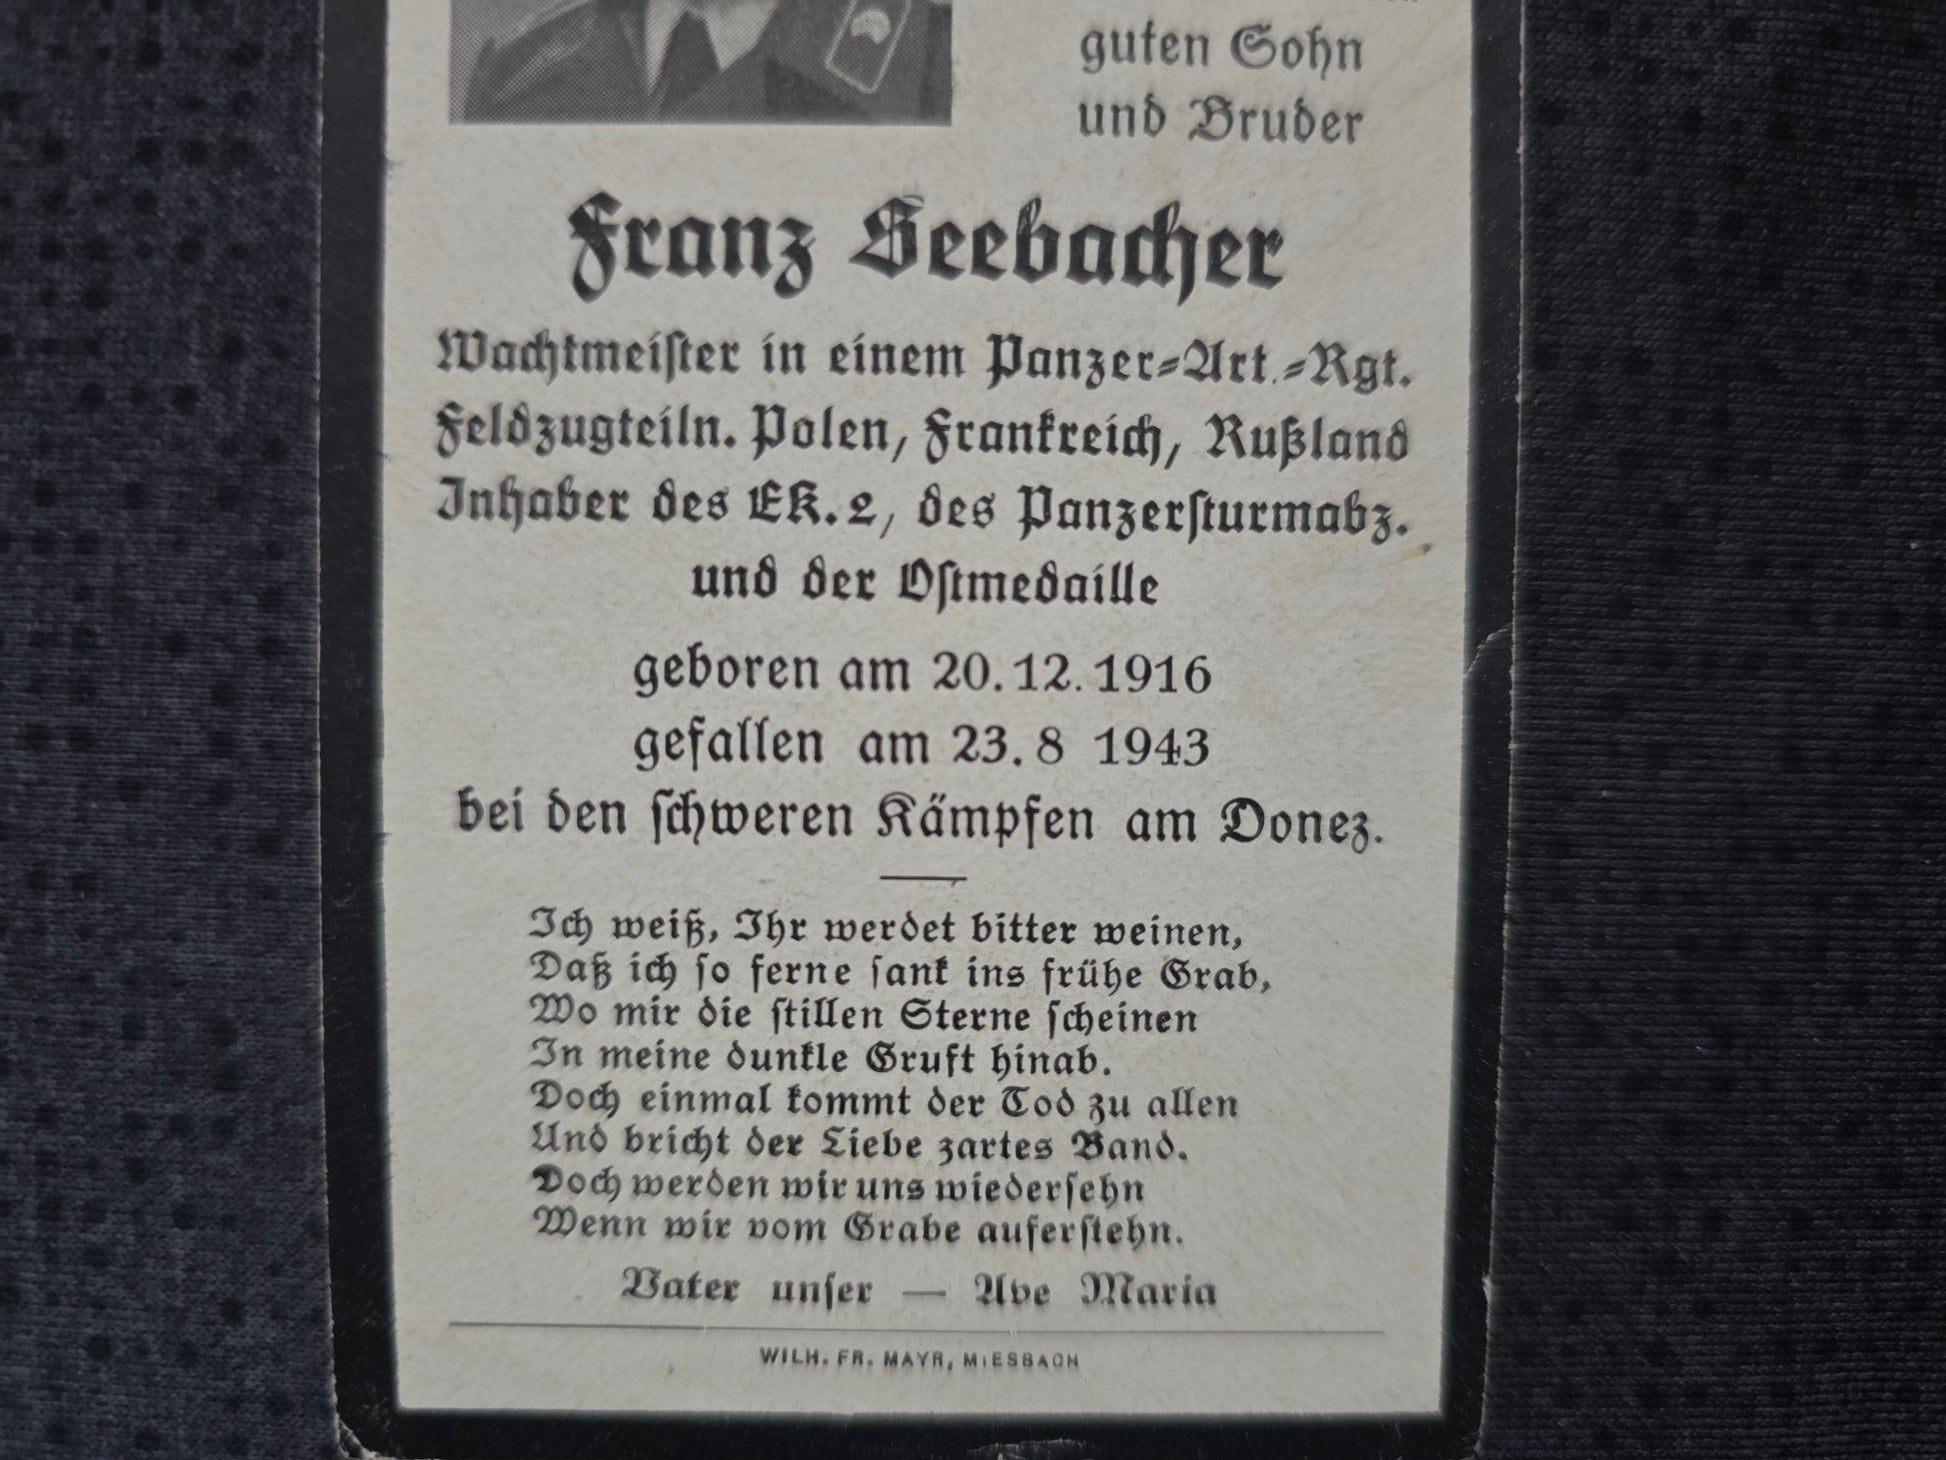 guten Sohn
und Bruder
Franz Seebacher
Wachtmeiſter in einem Panzer=Art.=Rgt.
Feldzugteiln. Polen, Frankreich, Rußland
Inhaber des EK. 2, des Panzerſturmabz.
und der Oſtmedaille
geboren am 20.12.1916
gefallen am 23.8 1943
bei den ſchweren Kämpfen am Donez.
Ich weiß, Ihr werdet bitter weinen,
Daß ich ſo ferne ſank ins frühe Grab,
Wo mir die ſtillen Sterne ſcheinen
In meine dunkle Gruft hinab.
Doch einmal kommt der Tod zu allen
Und bricht der Liebe zartes Band.
Doch werden wir uns wiederſehn
Wenn wir vom Grabe auferſtehn.
Vater unſer — Ave Maria
WILH. FR. MAYR, MIESBACH